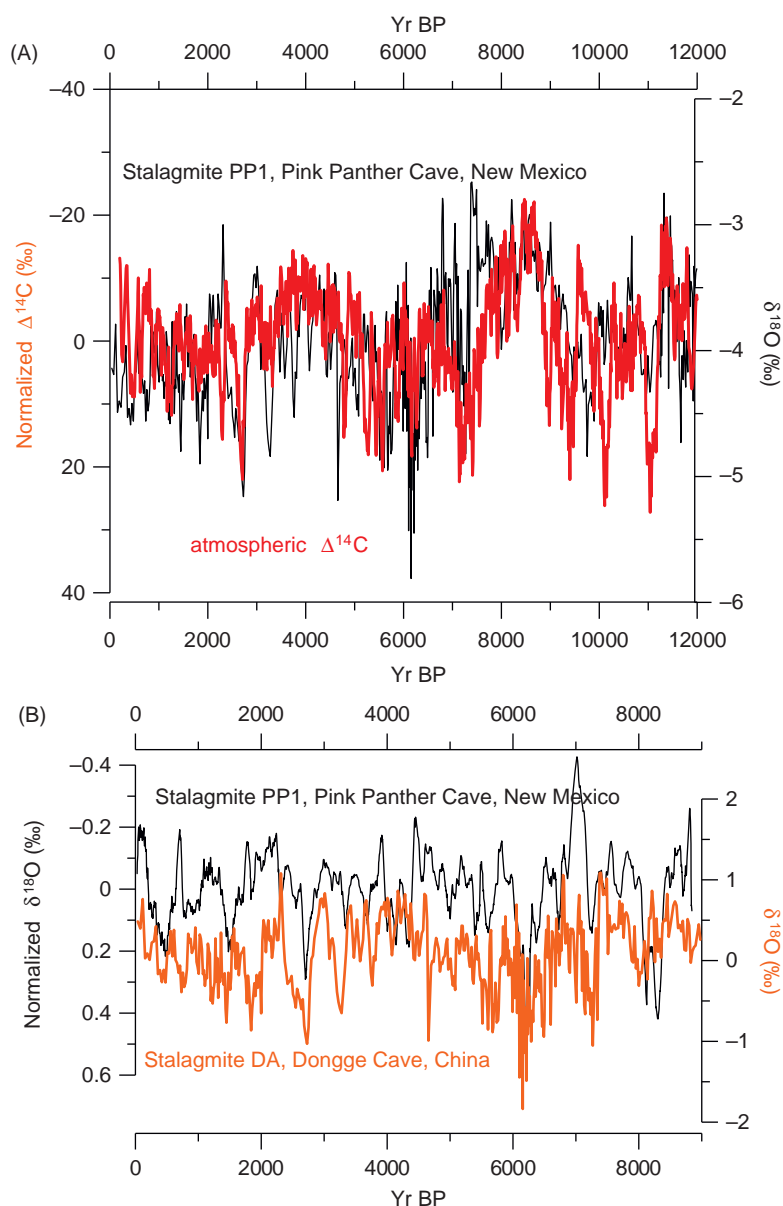 Yr BP
(A)
0 2000 4000 6000 8000 10000 12000
–40
–2
Stalagmite PP1, Pink Panther Cave, New Mexico
–20
–3
Normalized Δ¹⁴C (‰)
0
–4
δ¹⁸O (‰)
20
–5
atmospheric Δ¹⁴C
40
–6
0 2000 4000 6000 8000 10000 12000
Yr BP
(B)
0 2000 4000 6000 8000
–0.4
Stalagmite PP1, Pink Panther Cave, New Mexico
2
–0.2
1
Normalized δ¹⁸O (‰)
0
0
δ¹⁸O (‰)
0.2
0.4
–1
Stalagmite DA, Dongge Cave, China
0.6
–2
0 2000 4000 6000 8000
Yr BP